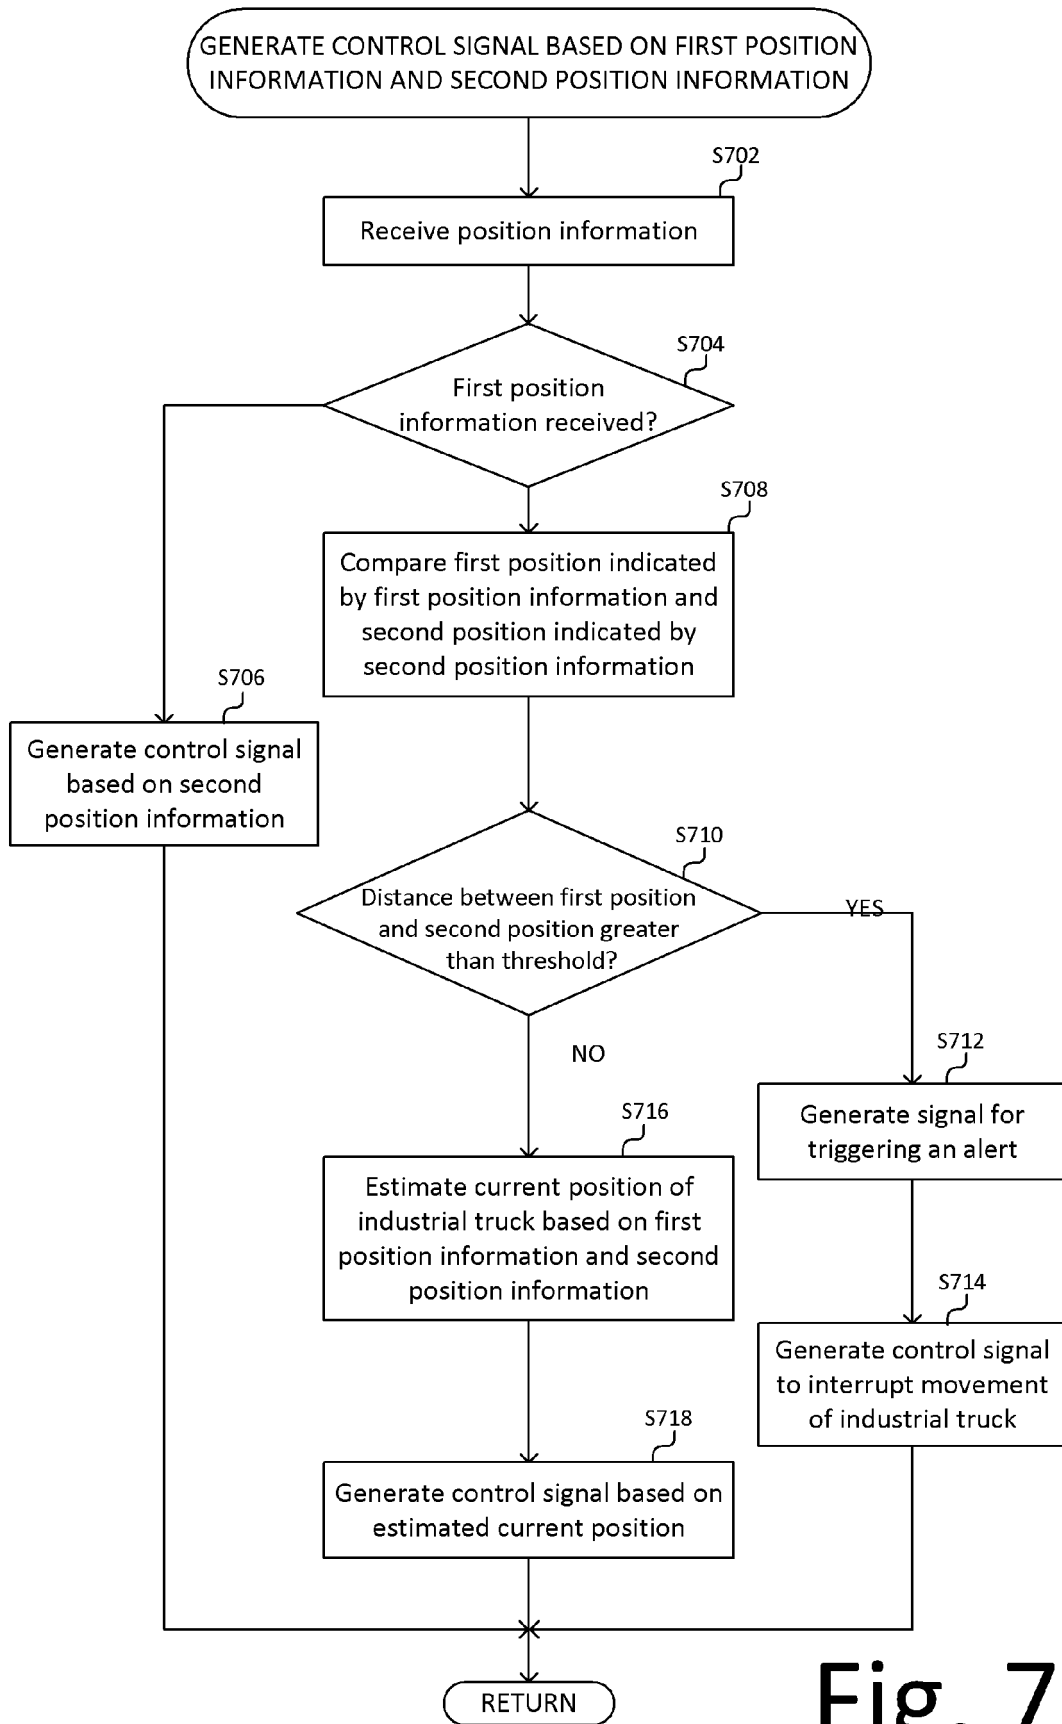 GENERATE CONTROL SIGNAL BASED ON FIRST POSITION
INFORMATION AND SECOND POSITION INFORMATION
S702
Receive position information
S704
First position
information received?
S708
Compare first position indicated
by first position information and
second position indicated by
second position information
S706
Generate control signal
based on second
position information
S710
Distance between first position
and second position greater
than threshold?
YES
NO
S712
Generate signal for
triggering an alert
S716
Estimate current position of
industrial truck based on first
position information and second
position information
S714
Generate control signal
to interrupt movement
of industrial truck
S718
Generate control signal based on
estimated current position
RETURN
Fig. 7